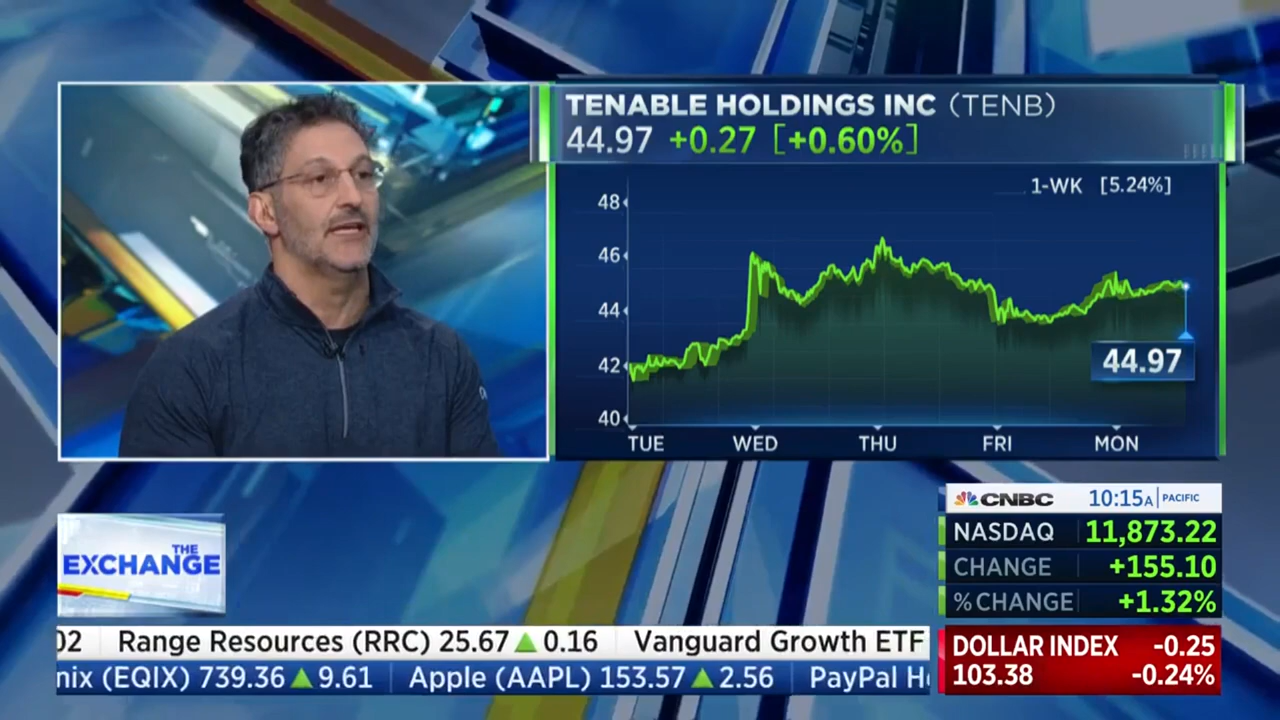 TENABLE HOLDINGS INC (TENB)
44.97 +0.27 [+0.60%]
1-WK [5.24%]
48
46
44
42
40
44.97
TUE WED THU FRI MON
CNBC 10:15A PACIFIC
NASDAQ 11,873.22
CHANGE +155.10
% CHANGE +1.32%
THE
EXCHANGE
02 Range Resources (RRC) 25.67 ▲ 0.16 Vanguard Growth ETF
nix (EQIX) 739.36 ▲ 9.61 Apple (AAPL) 153.57 ▲ 2.56 PayPal H
DOLLAR INDEX -0.25
103.38 -0.24%